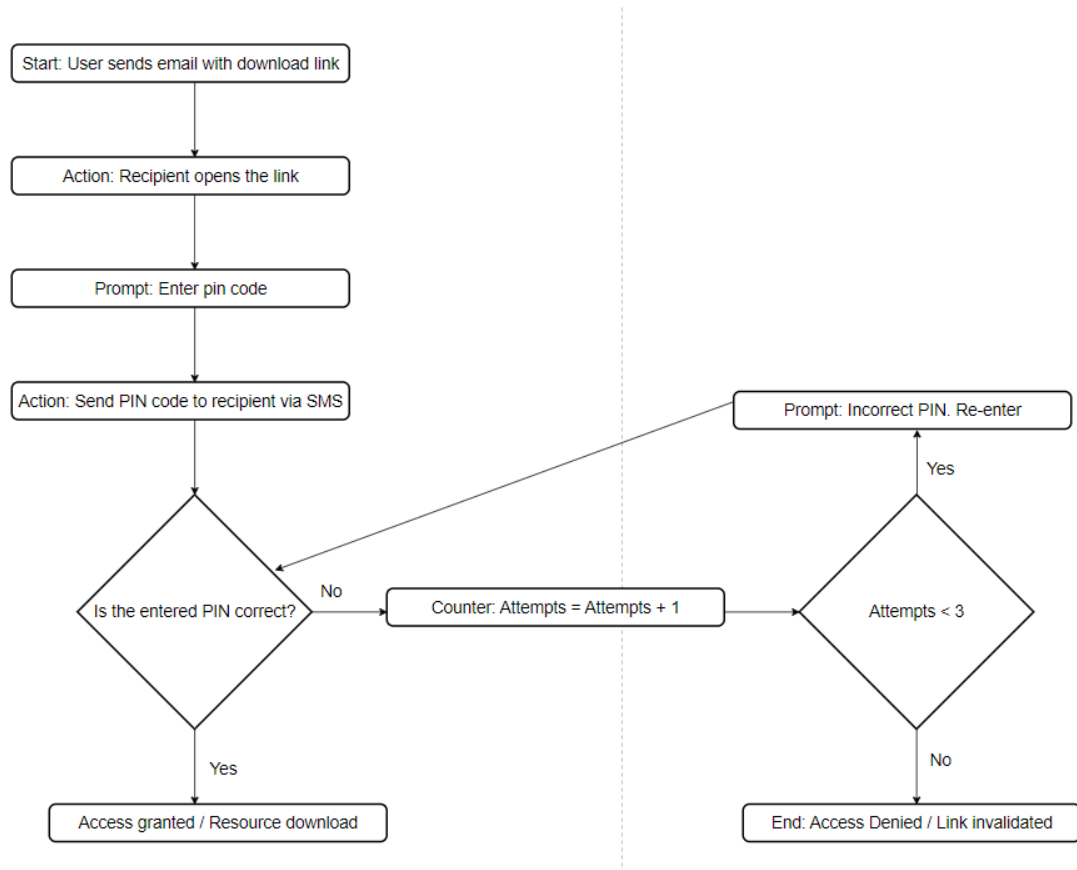 Start: User sends email with download link
Action: Recipient opens the link
Prompt: Enter pin code
Action: Send PIN code to recipient via SMS
Is the entered PIN correct?
No
Counter: Attempts = Attempts + 1
Attempts < 3
Yes
Prompt: Incorrect PIN. Re-enter
No
End: Access Denied / Link invalidated
Yes
Access granted / Resource download